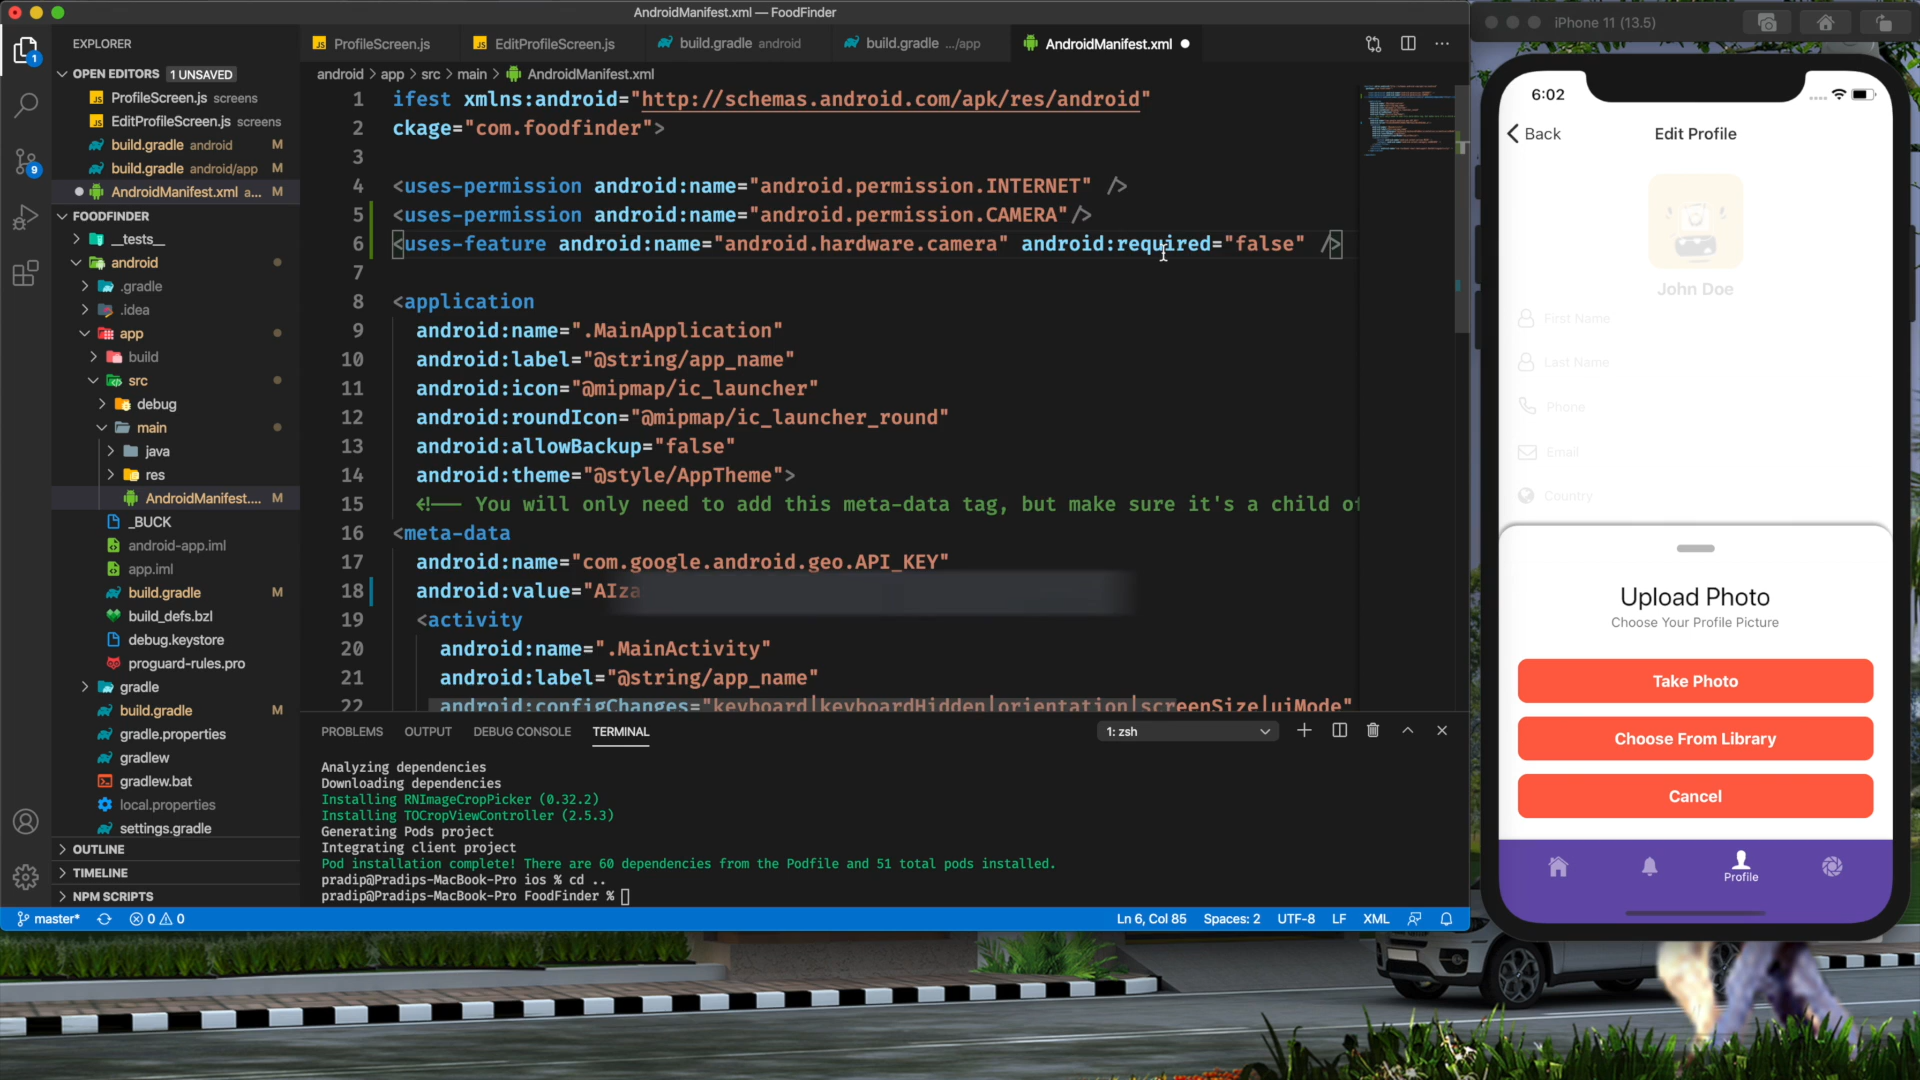 AndroidManifest.xml — FoodFinder
EXPLORER
OPEN EDITORS 1 UNSAVED
ProfileScreen.js screens
EditProfileScreen.js screens
build.gradle android M
build.gradle android/app M
AndroidManifest.xml a... M
FOODFINDER
__tests__
android
.gradle
.idea
app
build
src
debug
main
java
res
AndroidManifest.... M
_BUCK
android-app.iml
app.iml
build.gradle M
build_defs.bzl
debug.keystore
proguard-rules.pro
gradle
build.gradle M
gradle.properties
gradlew
gradlew.bat
local.properties
settings.gradle
OUTLINE
TIMELINE
NPM SCRIPTS
1
9
ProfileScreen.js
EditProfileScreen.js
build.gradle android
build.gradle .../app
AndroidManifest.xml
android > app > src > main > AndroidManifest.xml
1 ifest xmlns:android="http://schemas.android.com/apk/res/android"
2 ckage="com.foodfinder">
3
4 <uses-permission android:name="android.permission.INTERNET" />
5 <uses-permission android:name="android.permission.CAMERA"/>
6 <uses-feature android:name="android.hardware.camera" android:required="false" />
7
8 <application
9 android:name=".MainApplication"
10 android:label="@string/app_name"
11 android:icon="@mipmap/ic_launcher"
12 android:roundIcon="@mipmap/ic_launcher_round"
13 android:allowBackup="false"
14 android:theme="@style/AppTheme">
15 <!-- You will only need to add this meta-data tag, but make sure it's a child of
16 <meta-data
17 android:name="com.google.android.geo.API_KEY"
18 android:value="AIza
19 <activity
20 android:name=".MainActivity"
21 android:label="@string/app_name"
22 android:configChanges="keyboard|keyboardHidden|orientation|screenSize|uiMode"
PROBLEMS OUTPUT DEBUG CONSOLE TERMINAL
1: zsh
Analyzing dependencies
Downloading dependencies
Installing RNImageCropPicker (0.32.2)
Installing TOCropViewController (2.5.3)
Generating Pods project
Integrating client project
Pod installation complete! There are 60 dependencies from the Podfile and 51 total pods installed.
pradip@Pradips-MacBook-Pro ios % cd ..
pradip@Pradips-MacBook-Pro FoodFinder %
master* 0 0
Ln 6, Col 85 Spaces: 2 UTF-8 LF XML
iPhone 11 (13.5)
6:02
Back
Edit Profile
John Doe
First Name
Last Name
Phone
Email
Country
Upload Photo
Choose Your Profile Picture
Take Photo
Choose From Library
Cancel
Profile